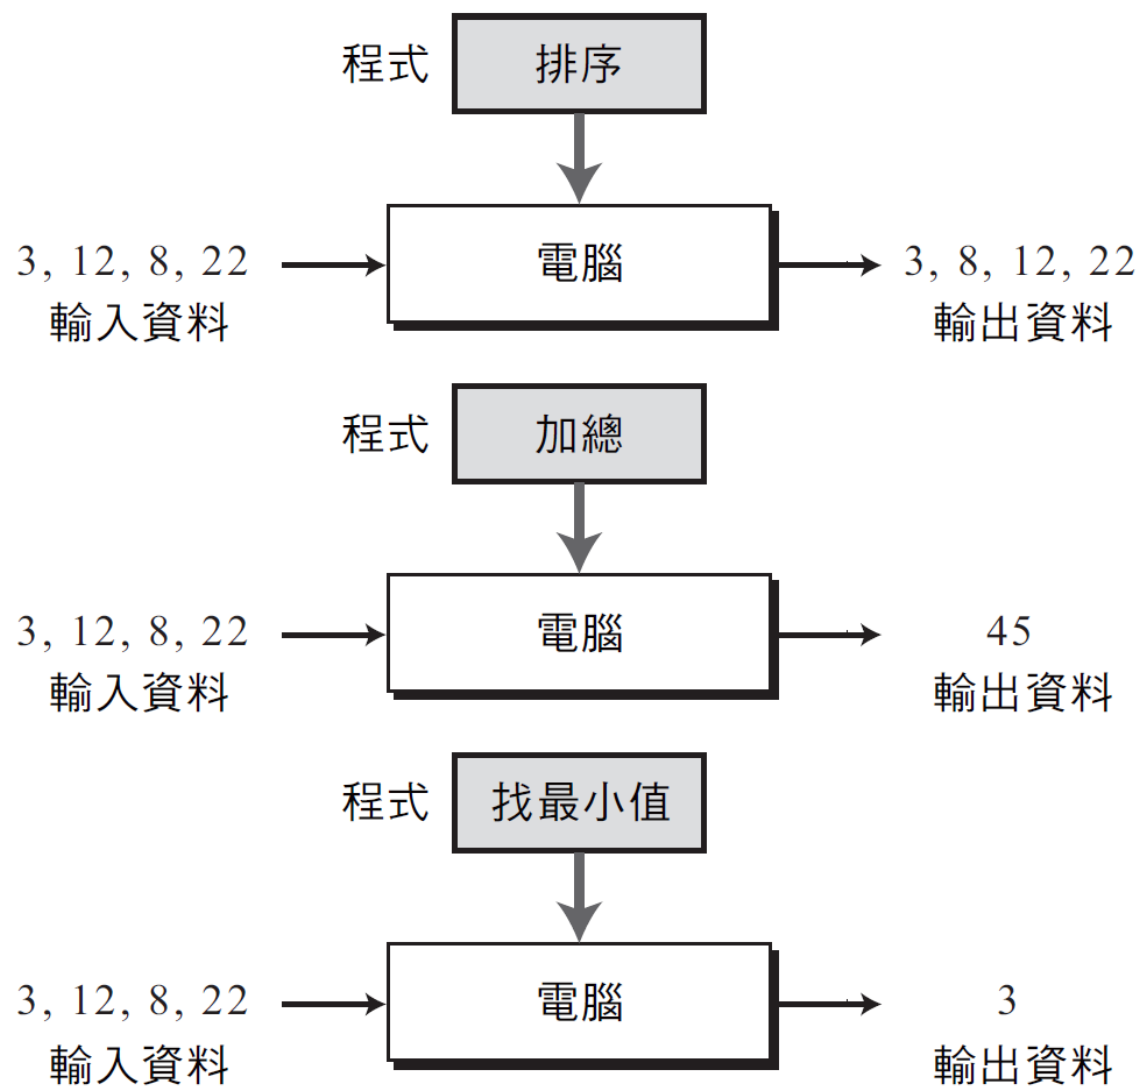 程式 排序
3, 12, 8, 22 電腦 3, 8, 12, 22
輸入資料 輸出資料
程式 加總
3, 12, 8, 22 電腦 45
輸入資料 輸出資料
程式 找最小值
3, 12, 8, 22 電腦 3
輸入資料 輸出資料